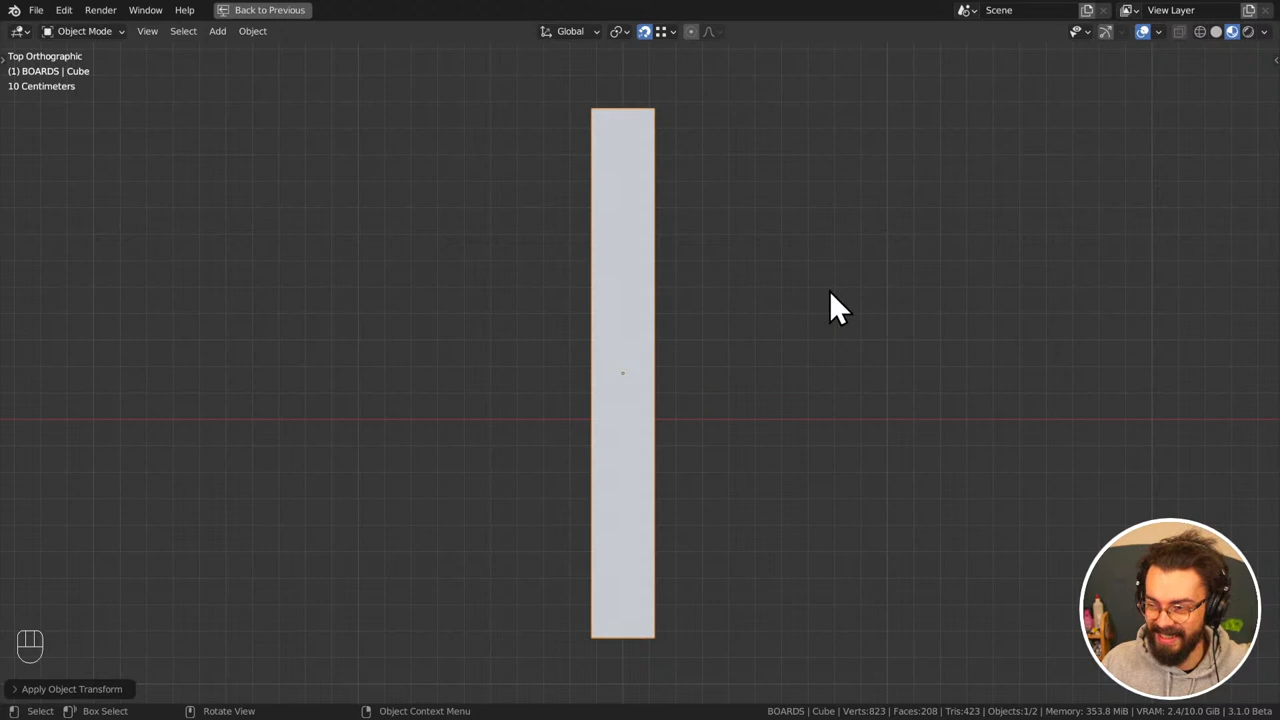 File Edit Render Window Help Back to Previous Scene View Layer
Object Mode View Select Add Object Global
Top Orthographic
(1) BOARDS | Cube
10 Centimeters
Apply Object Transform
Select Box Select Rotate View Object Context Menu BOARDS | Cube | Verts:823 | Faces:208 | Tris:423 | Objects:1/2 | Memory: 353.8 MiB | VRAM: 2.4/10.0 GiB | 3.1.0 Beta